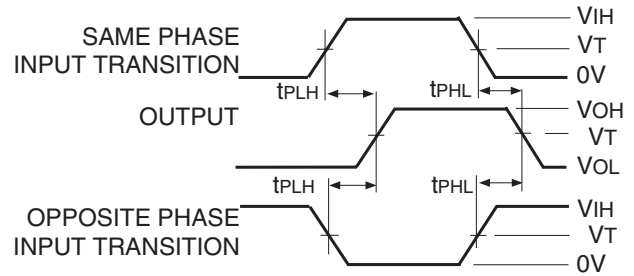 SAME PHASE
INPUT TRANSITION
VIH
VT
0V
tPLH
tPHL
OUTPUT
VOH
VT
VOL
tPLH
tPHL
OPPOSITE PHASE
INPUT TRANSITION
VIH
VT
0V